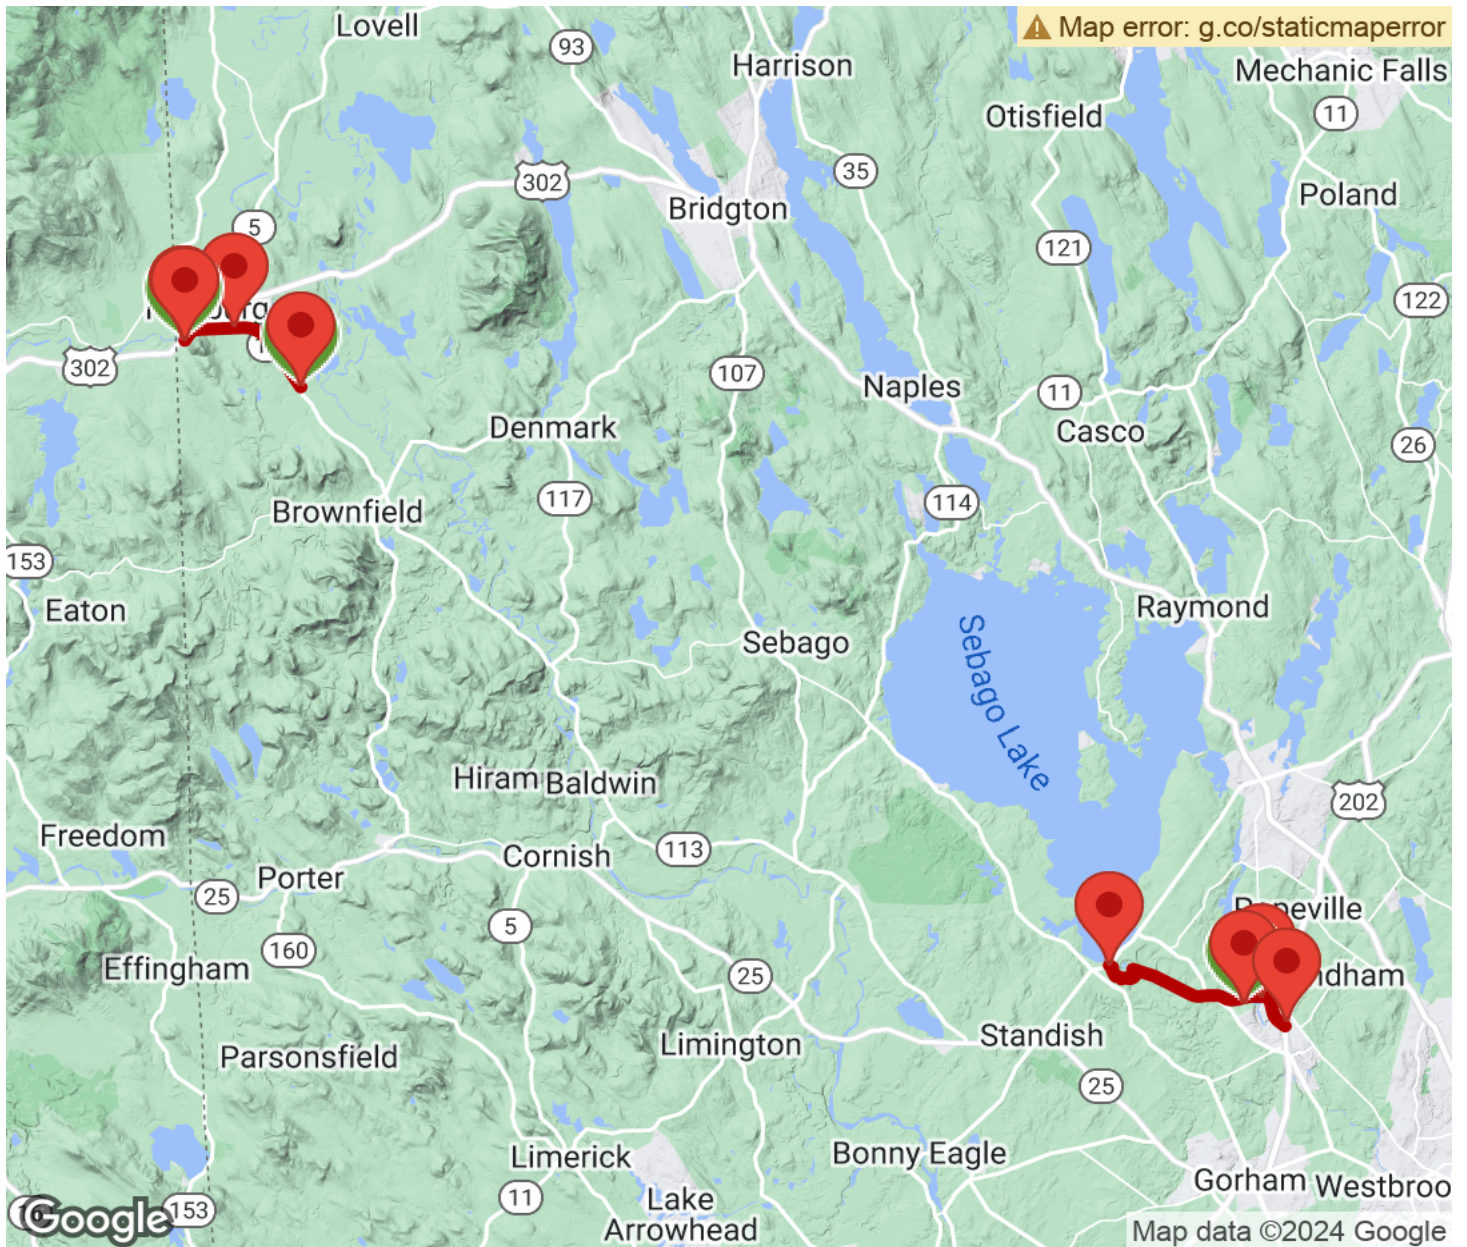 Lovell
Map error: g.co/staticmaperror
93
Harrison
Mechanic Falls
Otisfield
11
35
302
Poland
Bridgton
5
121
122
302
107
Naples
11
Casco
Denmark
26
117
114
Brownfield
153
Eaton
Raymond
Sebago
Sebago Lake
Hiram
Baldwin
202
Freedom
113
Cornish
Porter
25
5
160
Effingham
25
Standish
Limington
Parsonsfield
25
Bonny Eagle
Limerick
Gorham
Westbroo
11
Lake
Arrowhead
153
Google
Map data ©2024 Google